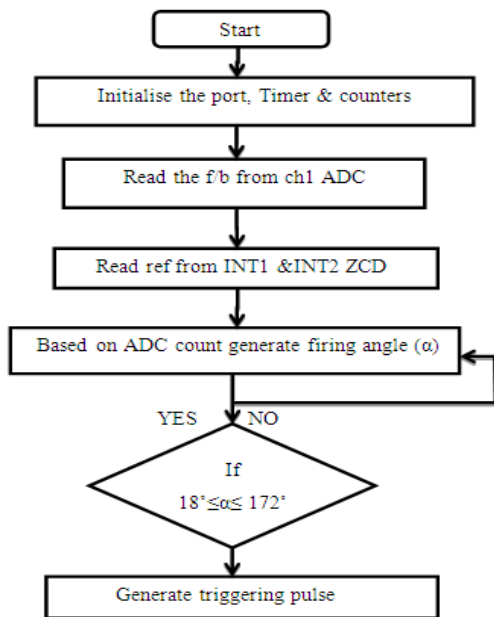 Start
Initialise the port, Timer & counters
Read the f/b from ch1 ADC
Read ref from INT1 &INT2 ZCD
Based on ADC count generate firing angle (α)
YES NO
If
18˚≤α≤ 172˚
Generate triggering pulse